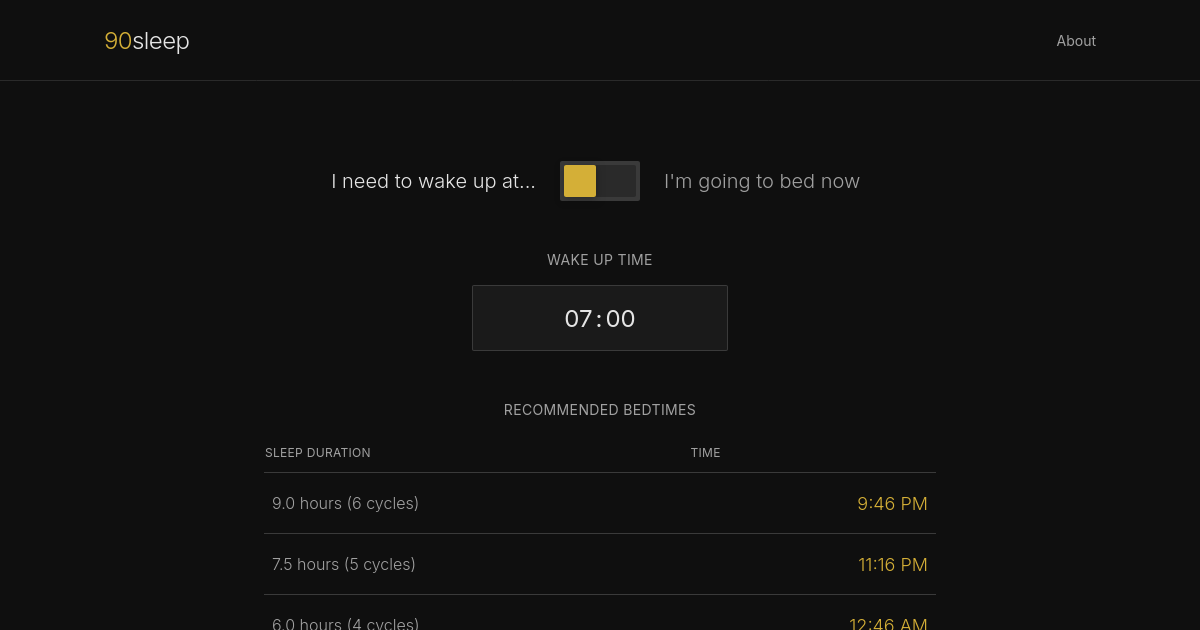 90sleep
About
I need to wake up at...
I'm going to bed now
WAKE UP TIME
07:00
RECOMMENDED BEDTIMES
SLEEP DURATION TIME
9.0 hours (6 cycles) 9:46 PM
7.5 hours (5 cycles) 11:16 PM
6.0 hours (4 cycles) 12:46 AM